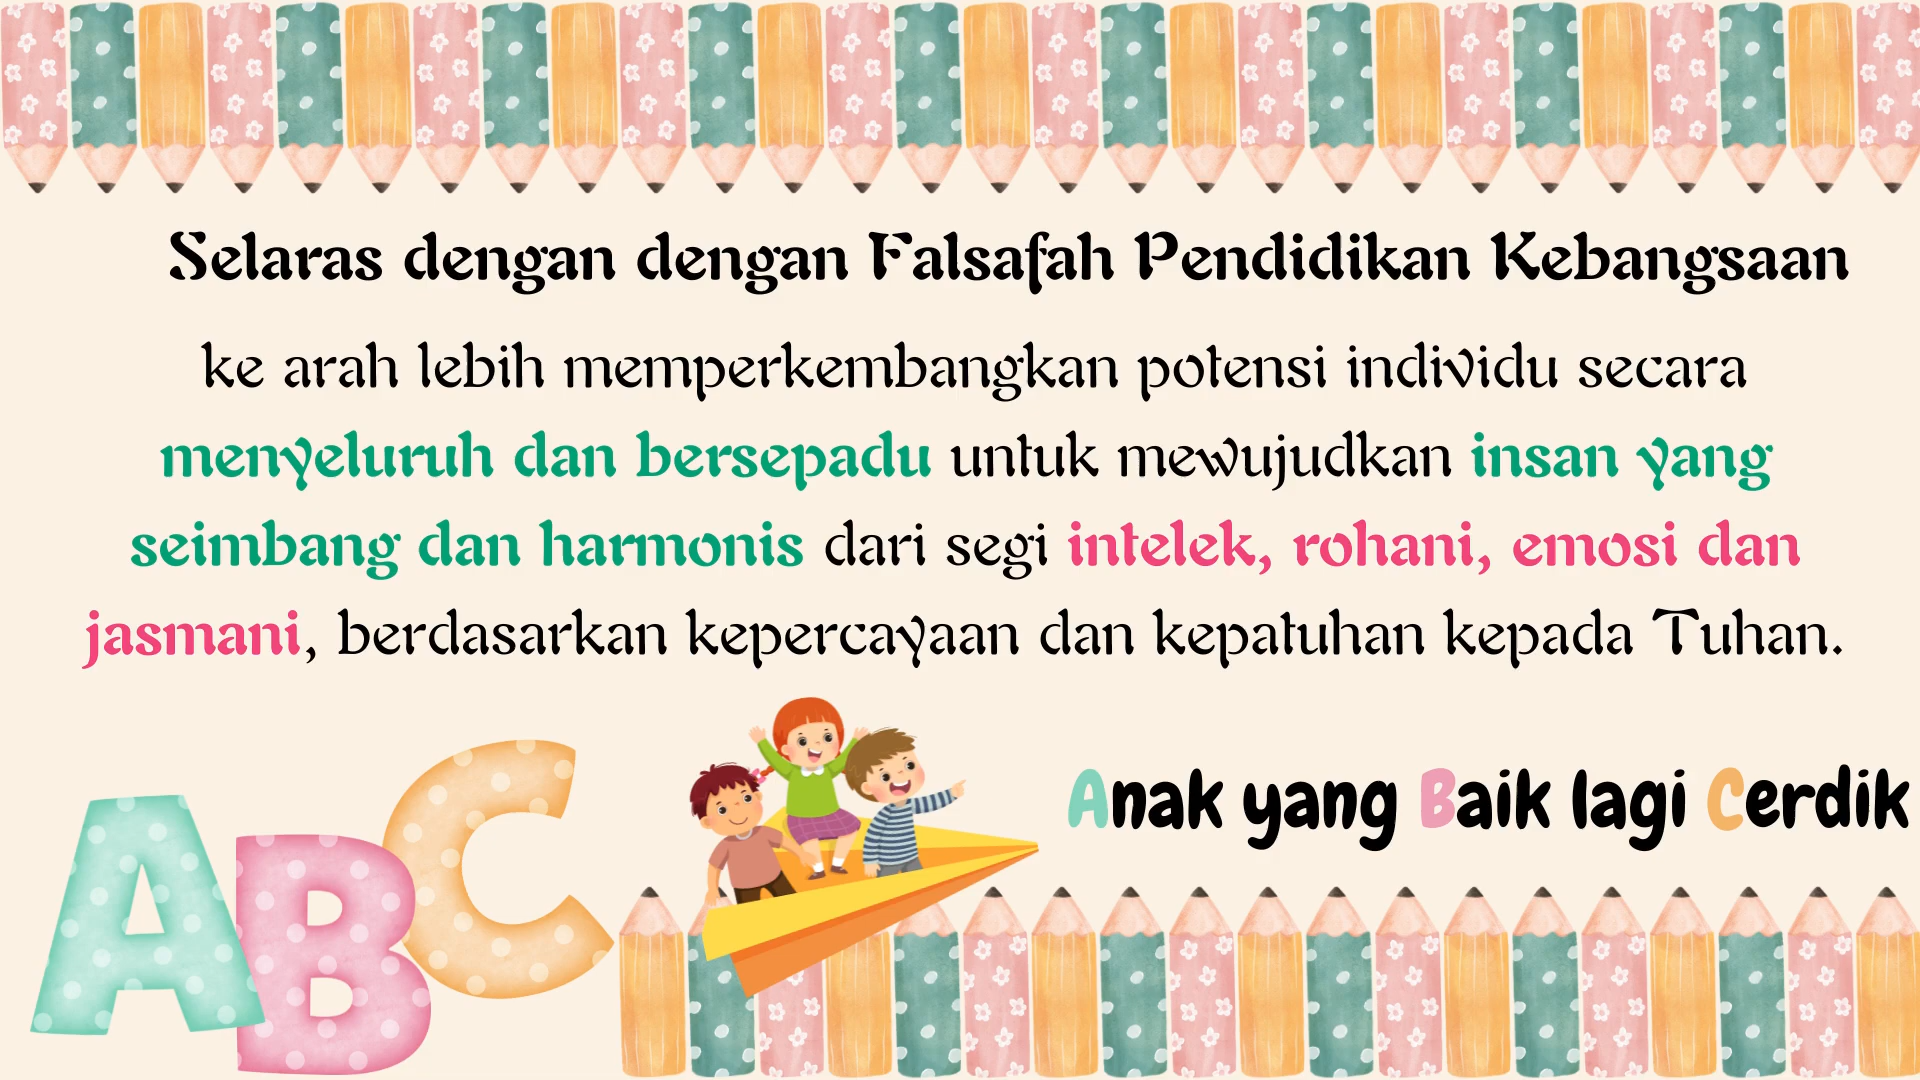 Selaras dengan dengan Falsafah Pendidikan Kebangsaan
ke arah lebih memperkembangkan potensi individu secara
menyeluruh dan bersepadu untuk mewujudkan insan yang
seimbang dan harmonis dari segi intelek, rohani, emosi dan
jasmani, berdasarkan kepercayaan dan kepatuhan kepada Tuhan.
ABC
Anak yang Baik lagi Cerdik